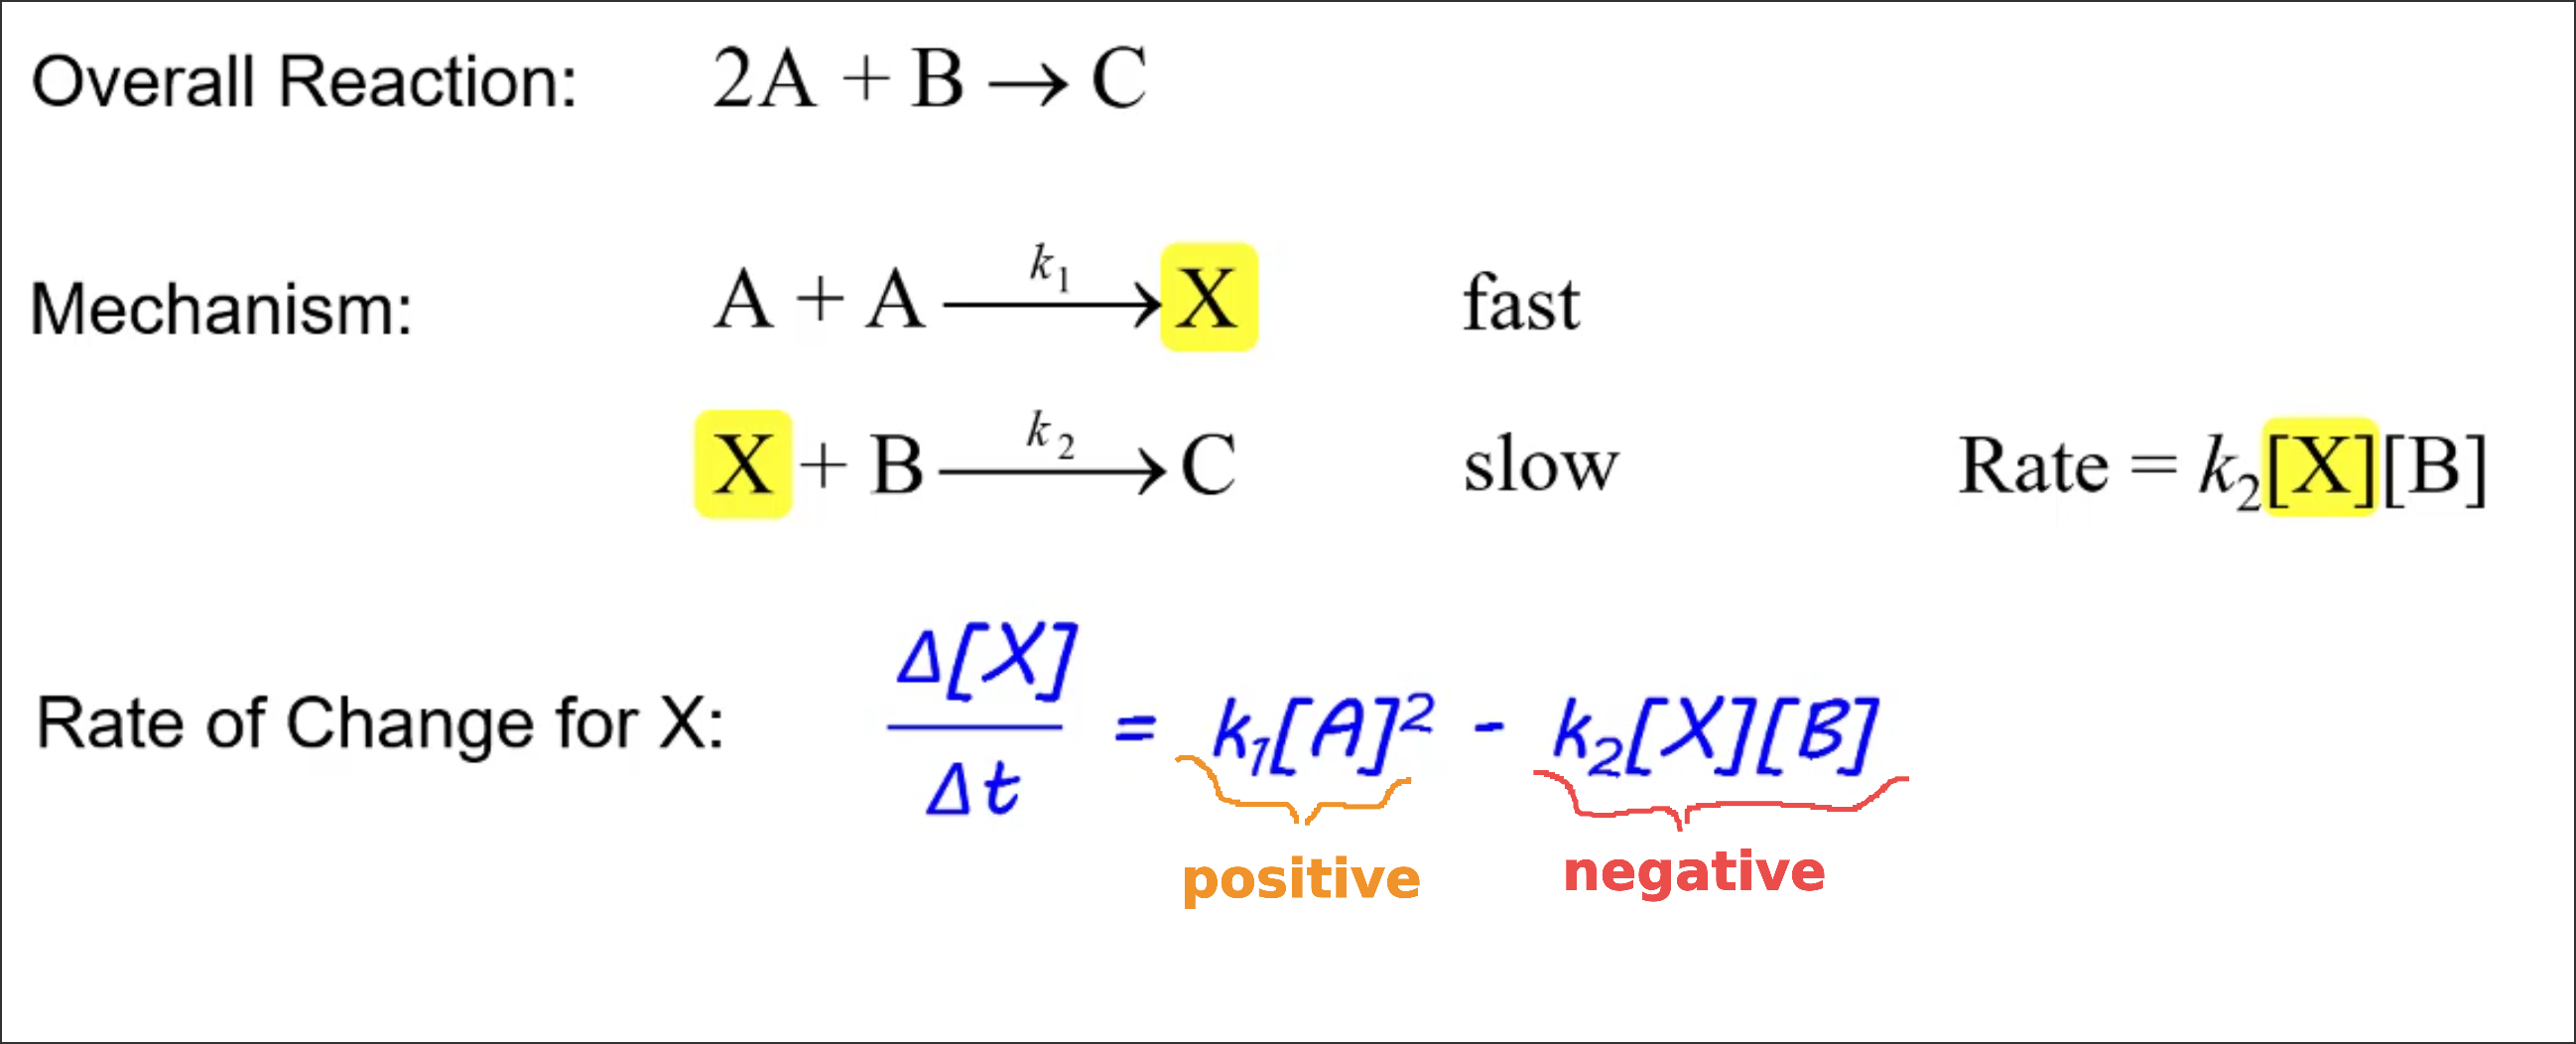 Overall Reaction: 2A + B → C
k₁
Mechanism: A + A ⟶ X fast
k₂
X + B ⟶ C slow Rate = k₂[X][B]
Δ[X]
Rate of Change for X: = k₁[A]² - k₂[X][B]
Δt
positive negative